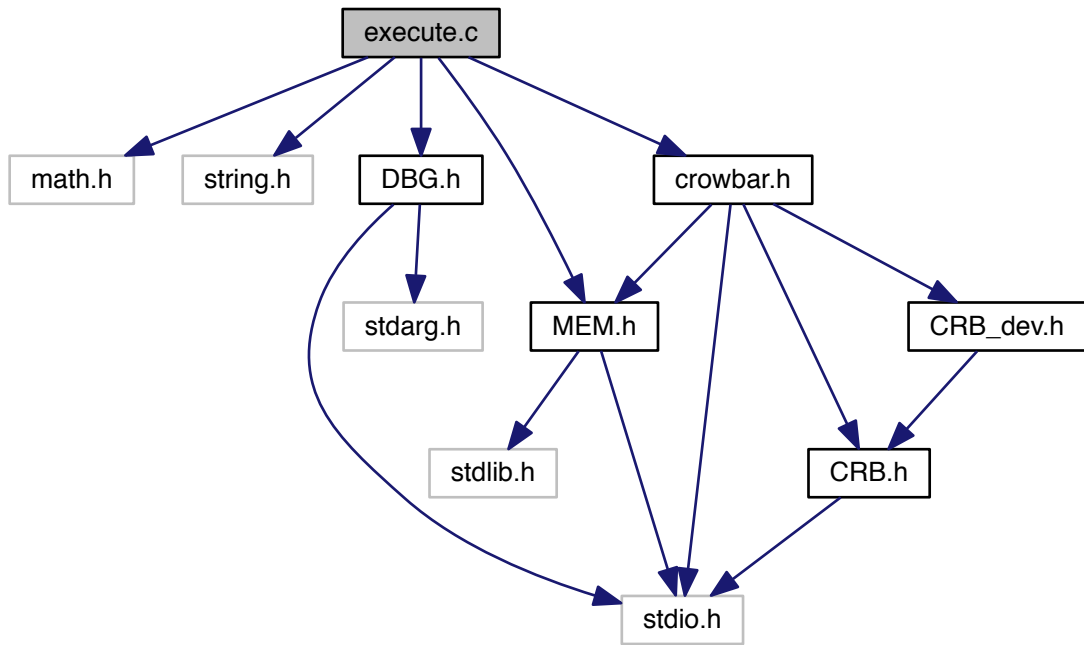 execute.c
math.h
string.h
DBG.h
crowbar.h
stdarg.h
MEM.h
CRB_dev.h
stdlib.h
CRB.h
stdio.h